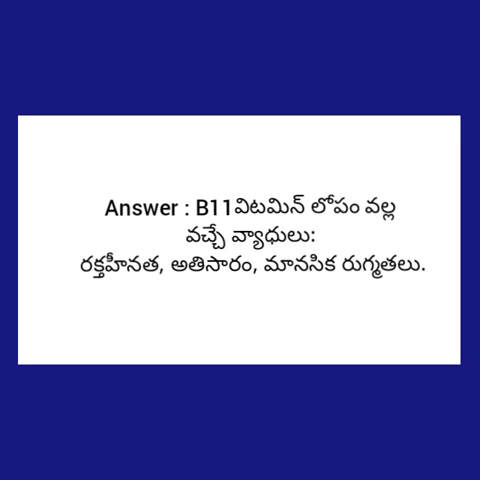 Answer : B11విటమిన్ లోపం వల్ల
వచ్చే వ్యాధులు:
రక్తహీనత, అతిసారం, మానసిక రుగ్మతలు.